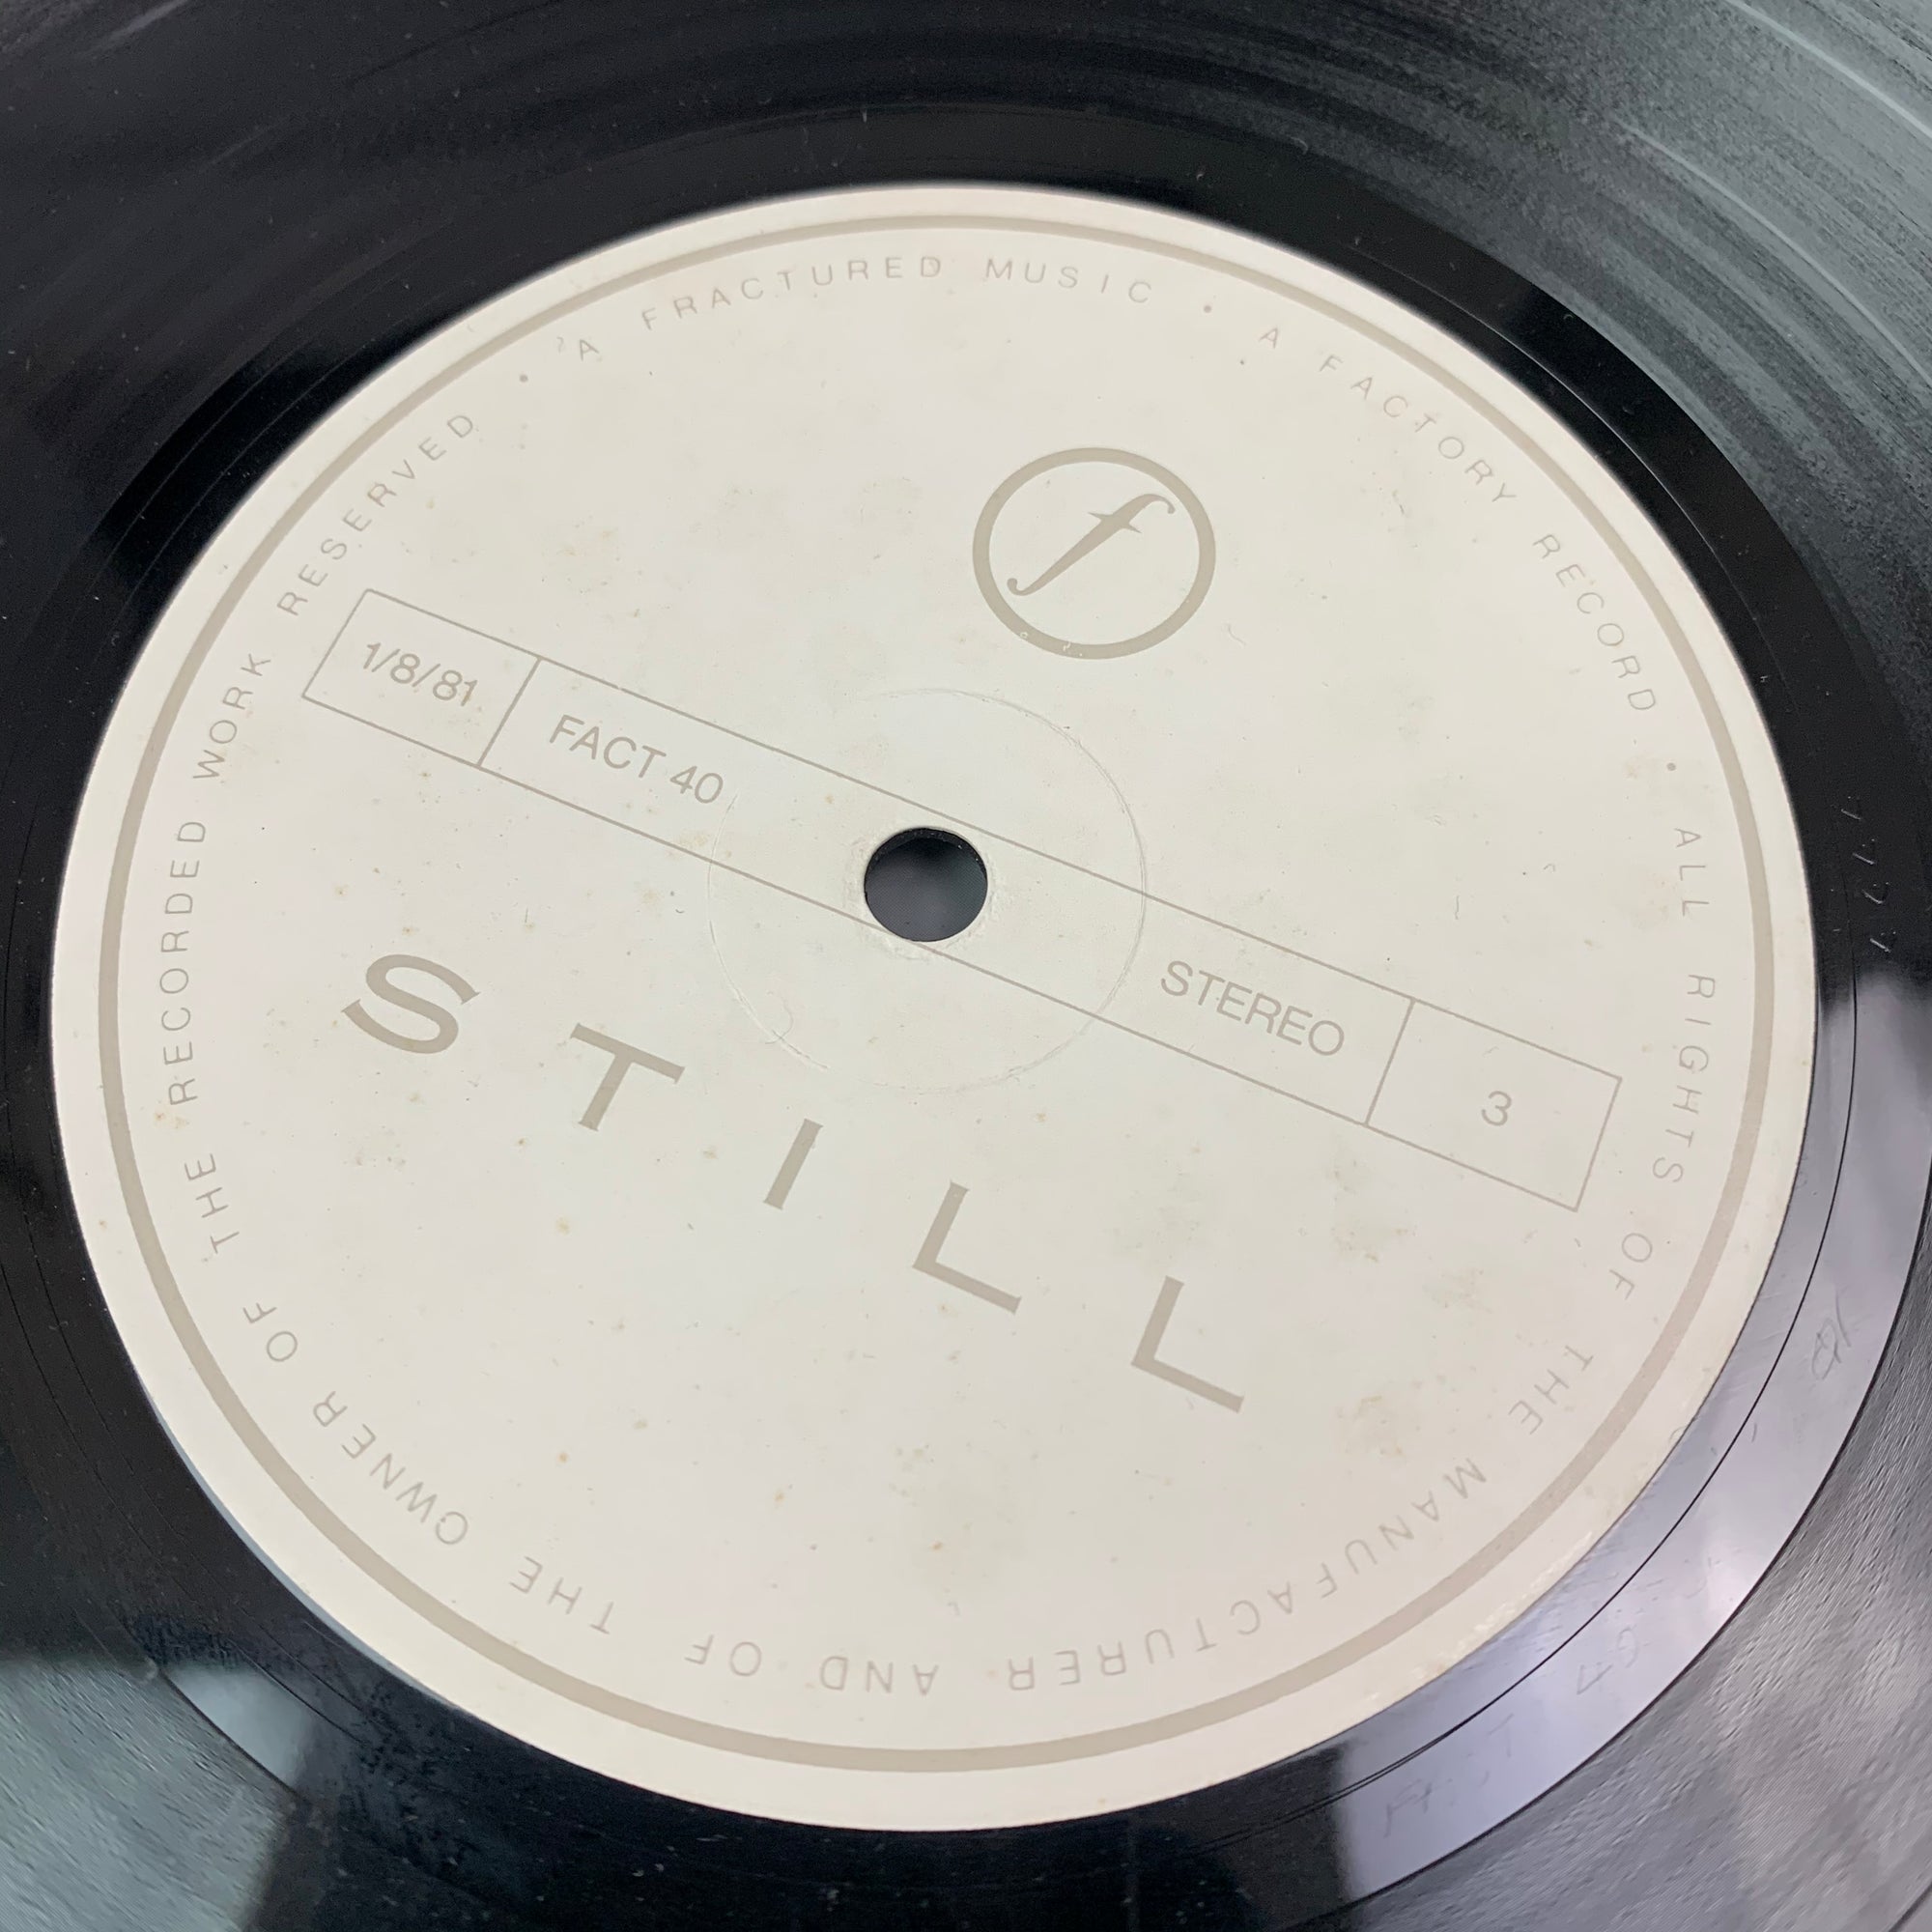 A FRACTURED MUSIC • A FACTORY RECORD • ALL RIGHTS OF THE MANUFACTURER AND OF THE OWNER OF THE RECORDED WORK RESERVED •
f
1/8/81 FACT 40 STEREO 3
STILL